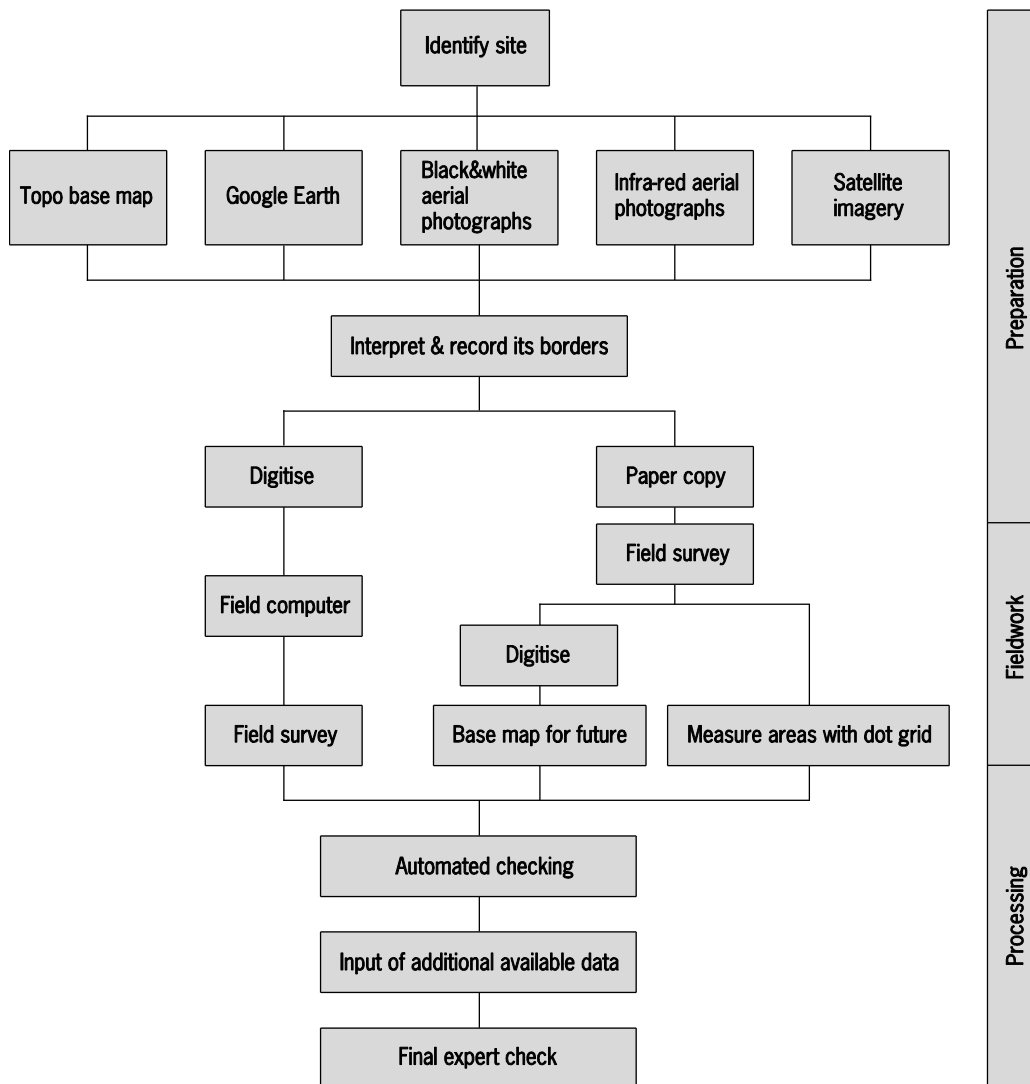 Identify site
Topo base map
Google Earth
Black&white
aerial
photographs
Infra-red aerial
photographs
Satellite
imagery
Interpret & record its borders
Digitise
Paper copy
Field survey
Field computer
Digitise
Field survey
Base map for future
Measure areas with dot grid
Automated checking
Input of additional available data
Final expert check
Preparation
Fieldwork
Processing